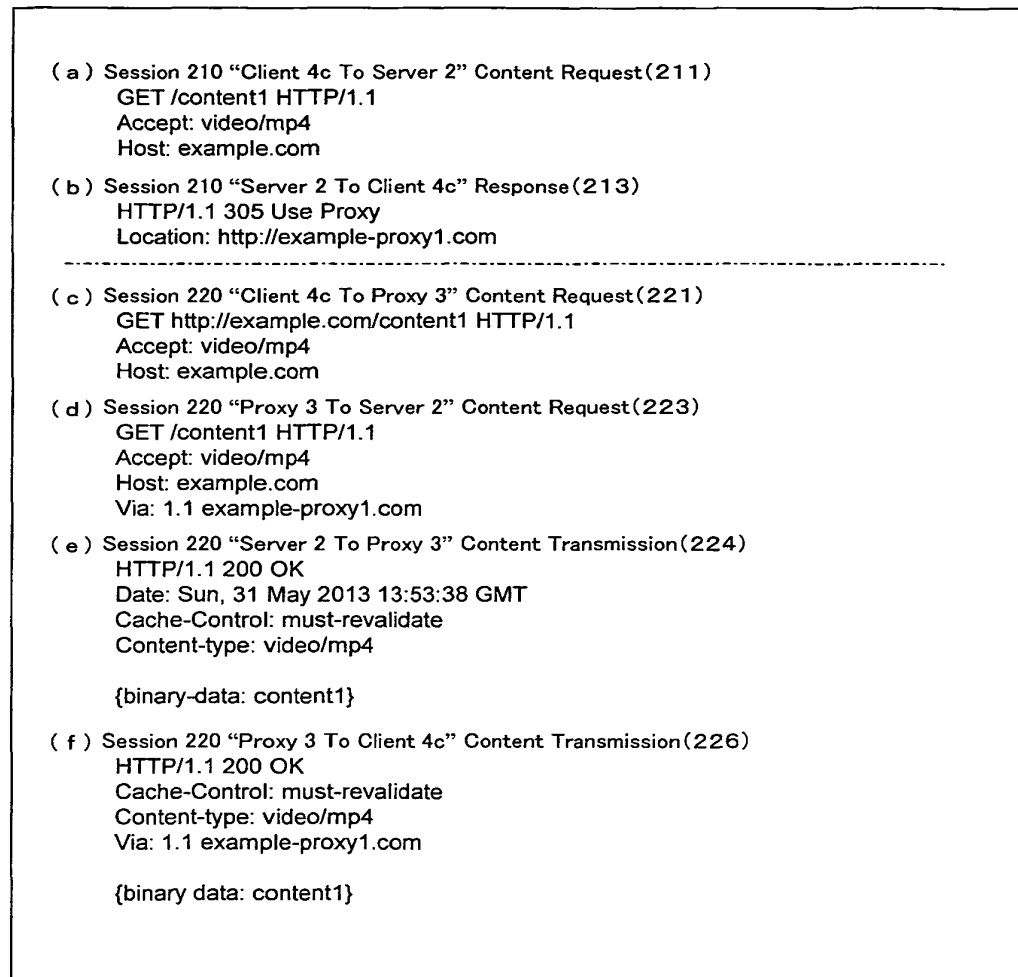 (a) Session 210 “Client 4c To Server 2” Content Request(211)
GET /content1 HTTP/1.1
Accept: video/mp4
Host: example.com
(b) Session 210 “Server 2 To Client 4c” Response(213)
HTTP/1.1 305 Use Proxy
Location: http://example-proxy1.com
(c) Session 220 “Client 4c To Proxy 3” Content Request(221)
GET http://example.com/content1 HTTP/1.1
Accept: video/mp4
Host: example.com
(d) Session 220 “Proxy 3 To Server 2” Content Request(223)
GET /content1 HTTP/1.1
Accept: video/mp4
Host: example.com
Via: 1.1 example-proxy1.com
(e) Session 220 “Server 2 To Proxy 3” Content Transmission(224)
HTTP/1.1 200 OK
Date: Sun, 31 May 2013 13:53:38 GMT
Cache-Control: must-revalidate
Content-type: video/mp4
{binary-data: content1}
(f) Session 220 “Proxy 3 To Client 4c” Content Transmission(226)
HTTP/1.1 200 OK
Cache-Control: must-revalidate
Content-type: video/mp4
Via: 1.1 example-proxy1.com
{binary data: content1}